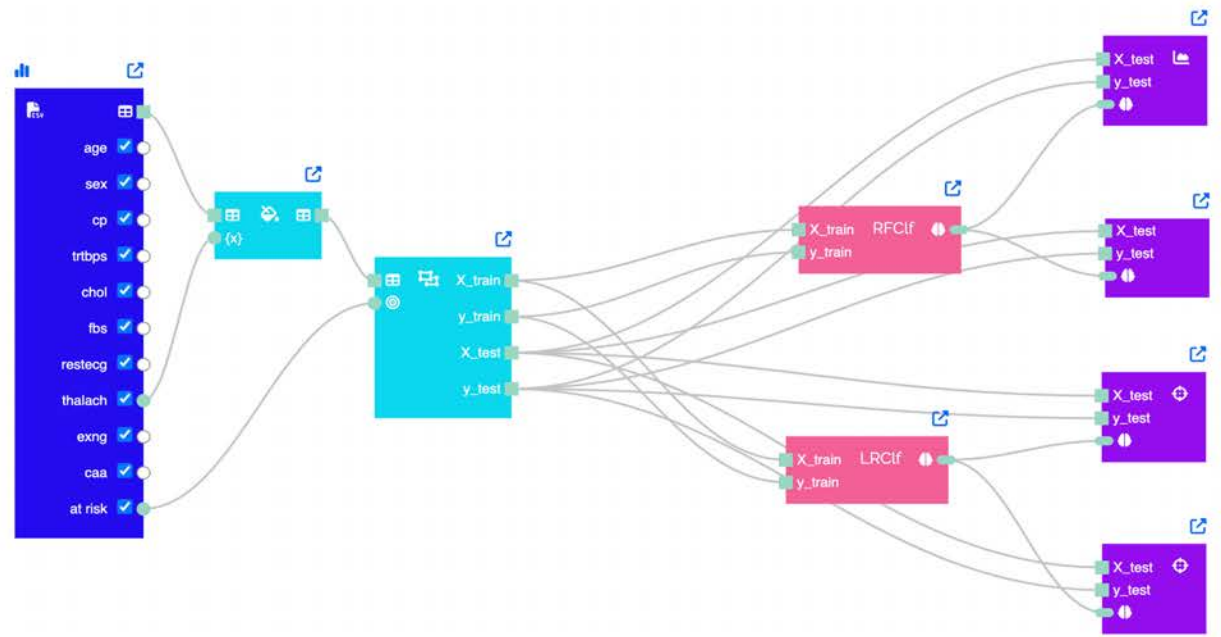 CSV
age
sex
cp
trtbps
chol
fbs
restecg
thalach
exng
caa
at risk
{x}
X_train
y_train
X_test
y_test
X_train RFClf
y_train
X_train LRClf
y_train
X_test
y_test
X_test
y_test
X_test
y_test
X_test
y_test